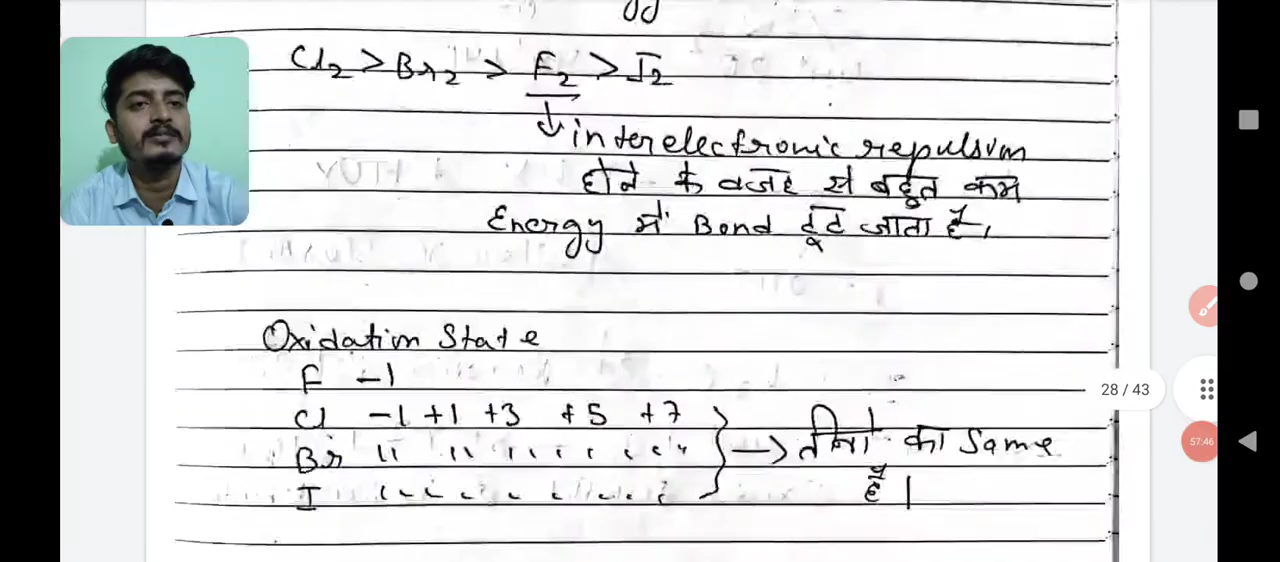 Cl2 > Br2 > F2 > I2
↓ interelectronic repulsion
होने के वजह से बहुत कम
Energy में Bond टूट जाता है,
Oxidation State
F -1
Cl -1 +1 +3 +5 +7
Br " " " " "
I " " " " "
→ तीनों का Same
है।
28 / 43
57:46